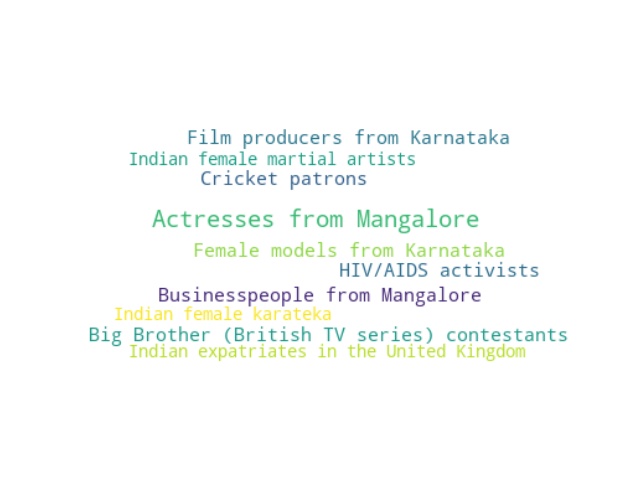 Film producers from Karnataka
Indian female martial artists
Cricket patrons
Actresses from Mangalore
Female models from Karnataka
HIV/AIDS activists
Businesspeople from Mangalore
Indian female karateka
Big Brother (British TV series) contestants
Indian expatriates in the United Kingdom